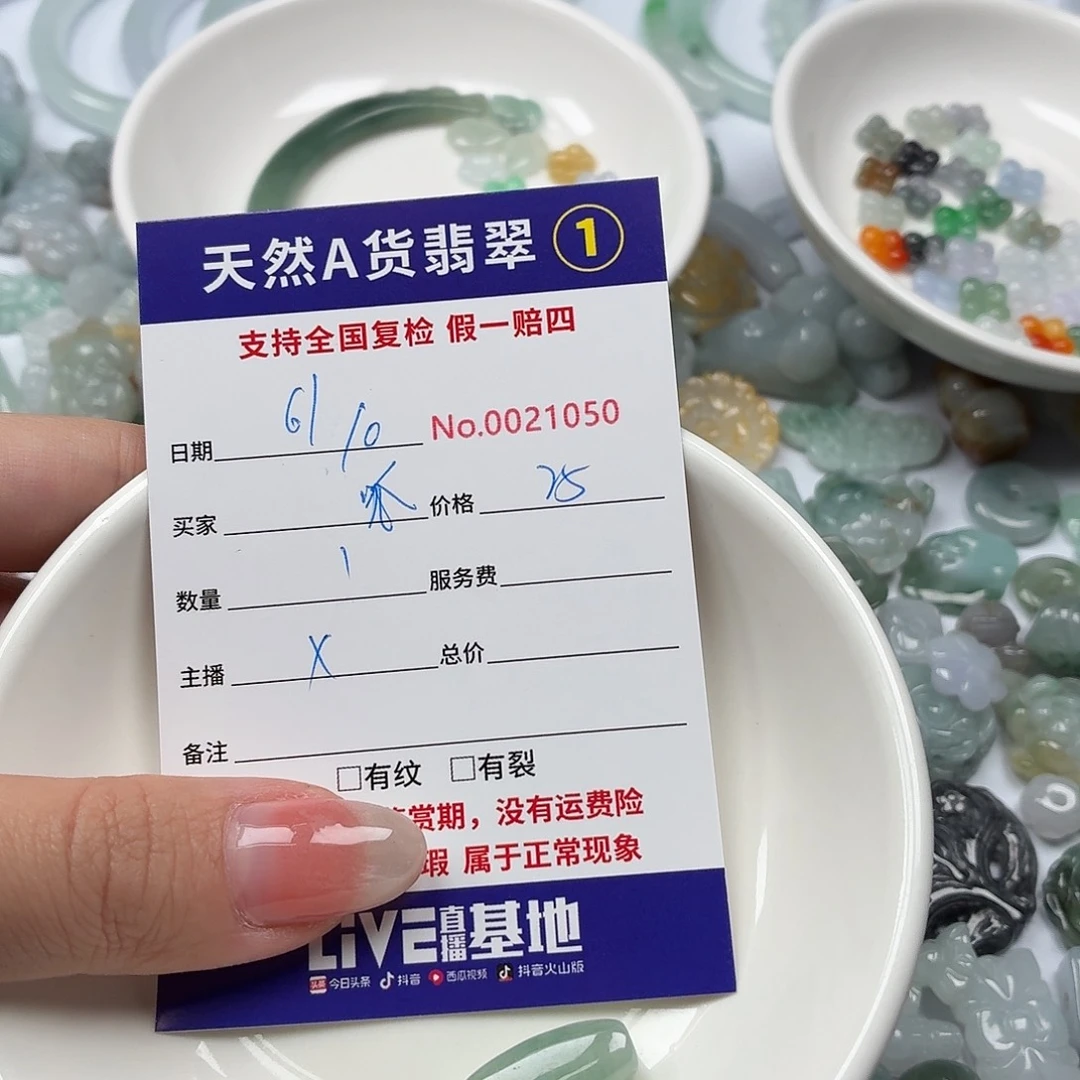 天然A货翡翠 1
支持全国复检 假一赔四
日期 6/10 No.0021050
买家 价格 25
数量 1 服务费
主播 X 总价
备注
□有纹 □有裂
赏期，没有运费险
瑕 属于正常现象
LIVE直播基地
头条 今日头条 抖音 西瓜视频 抖音火山版